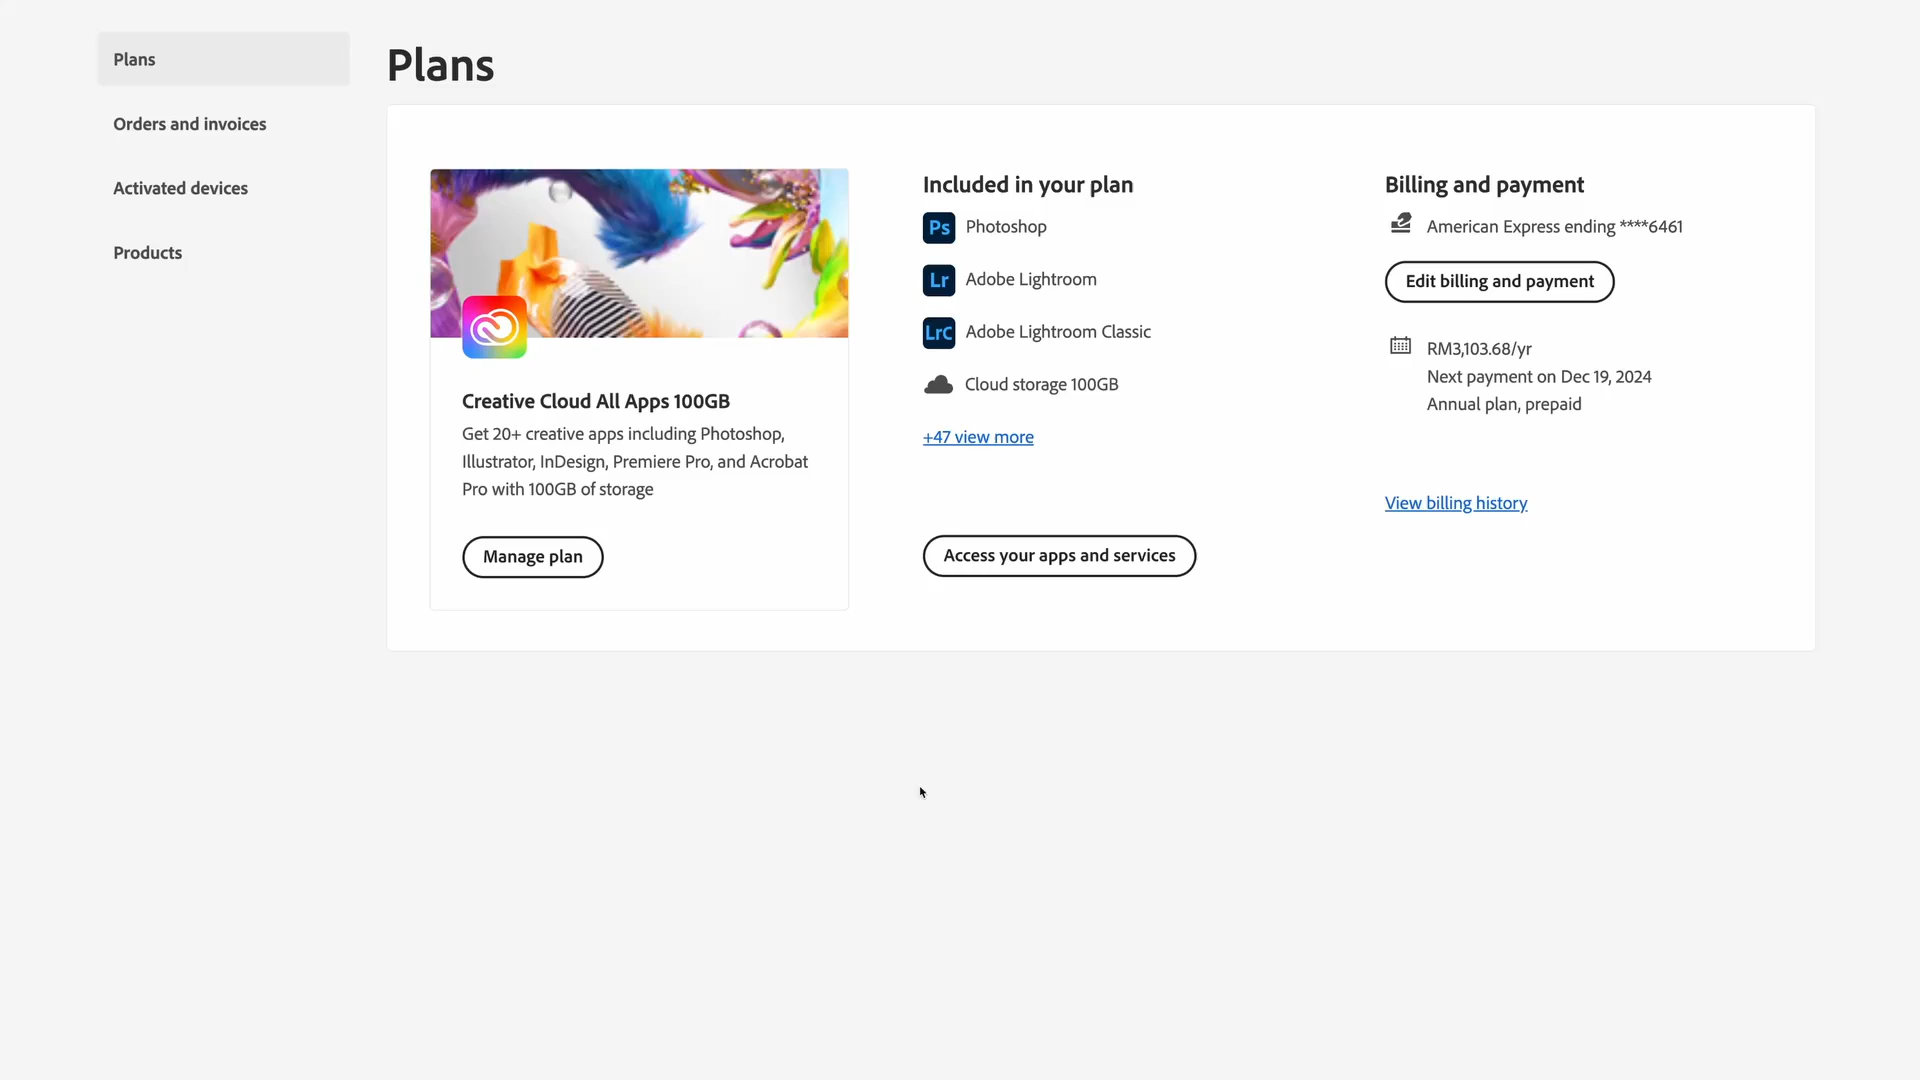 Plans
Orders and invoices
Activated devices
Products
Plans
Creative Cloud All Apps 100GB
Get 20+ creative apps including Photoshop,
Illustrator, InDesign, Premiere Pro, and Acrobat
Pro with 100GB of storage
Manage plan
Included in your plan
Ps Photoshop
Lr Adobe Lightroom
LrC Adobe Lightroom Classic
Cloud storage 100GB
+47 view more
Access your apps and services
Billing and payment
American Express ending ****6461
Edit billing and payment
RM3,103.68/yr
Next payment on Dec 19, 2024
Annual plan, prepaid
View billing history